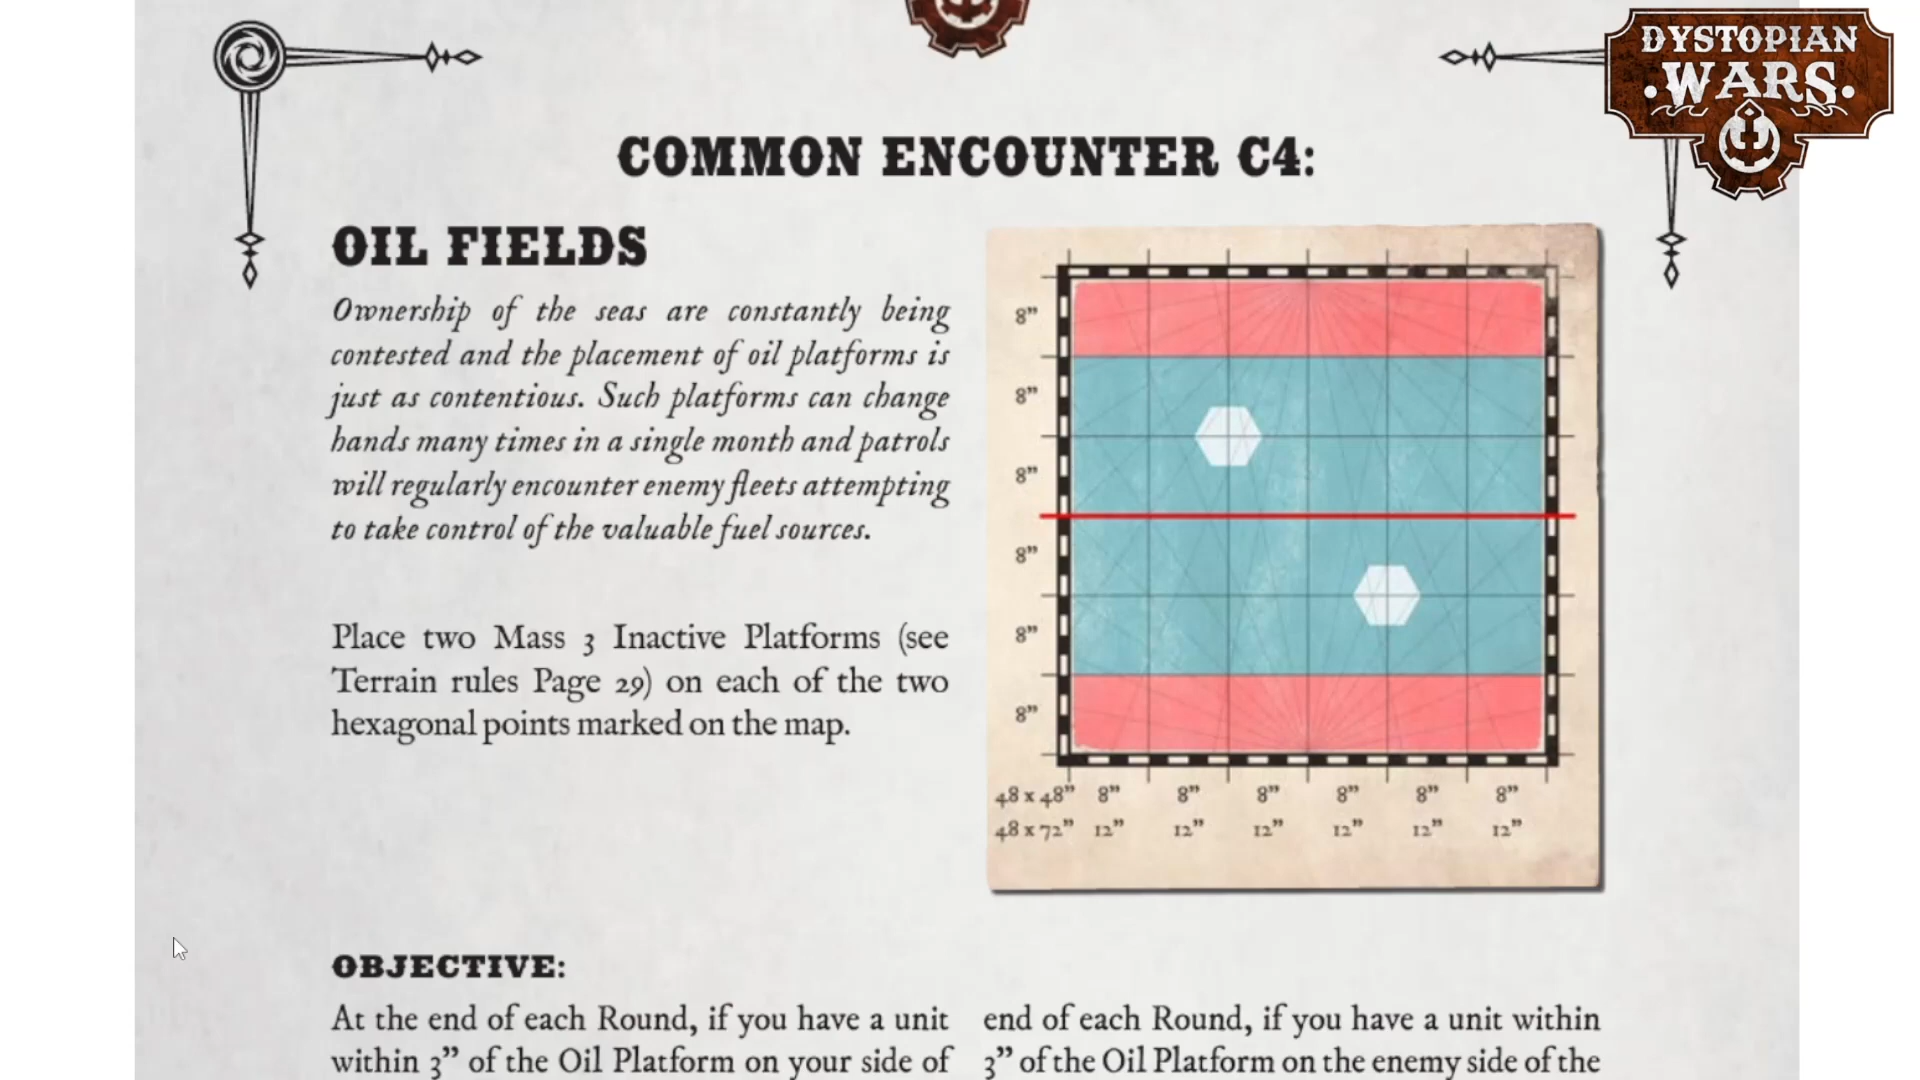 DYSTOPIAN
WARS
COMMON ENCOUNTER C4:
OIL FIELDS
Ownership of the seas are constantly being
contested and the placement of oil platforms is
just as contentious. Such platforms can change
hands many times in a single month and patrols
will regularly encounter enemy fleets attempting
to take control of the valuable fuel sources.
Place two Mass 3 Inactive Platforms (see
Terrain rules Page 29) on each of the two
hexagonal points marked on the map.
8”
8”
8”
8”
8”
8”
48 x 48” 8” 8” 8” 8” 8” 8”
48 x 72” 12” 12” 12” 12” 12” 12”
OBJECTIVE:
At the end of each Round, if you have a unit
within 3” of the Oil Platform on your side of
end of each Round, if you have a unit within
3” of the Oil Platform on the enemy side of the